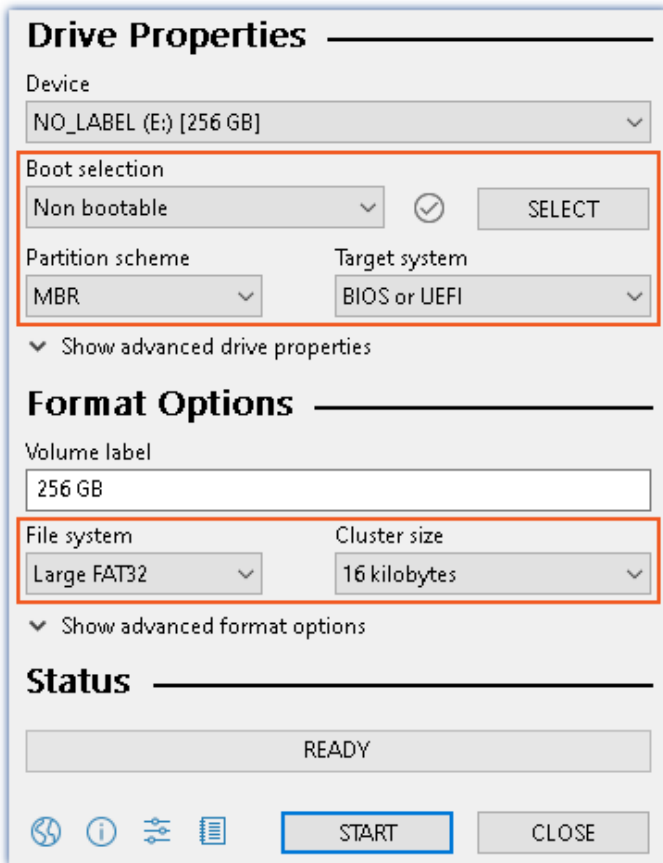 Drive Properties
Device
NO_LABEL (E:) [256 GB]
Boot selection
Non bootable
SELECT
Partition scheme
Target system
MBR
BIOS or UEFI
Show advanced drive properties
Format Options
Volume label
256 GB
File system
Cluster size
Large FAT32
16 kilobytes
Show advanced format options
Status
READY
START
CLOSE